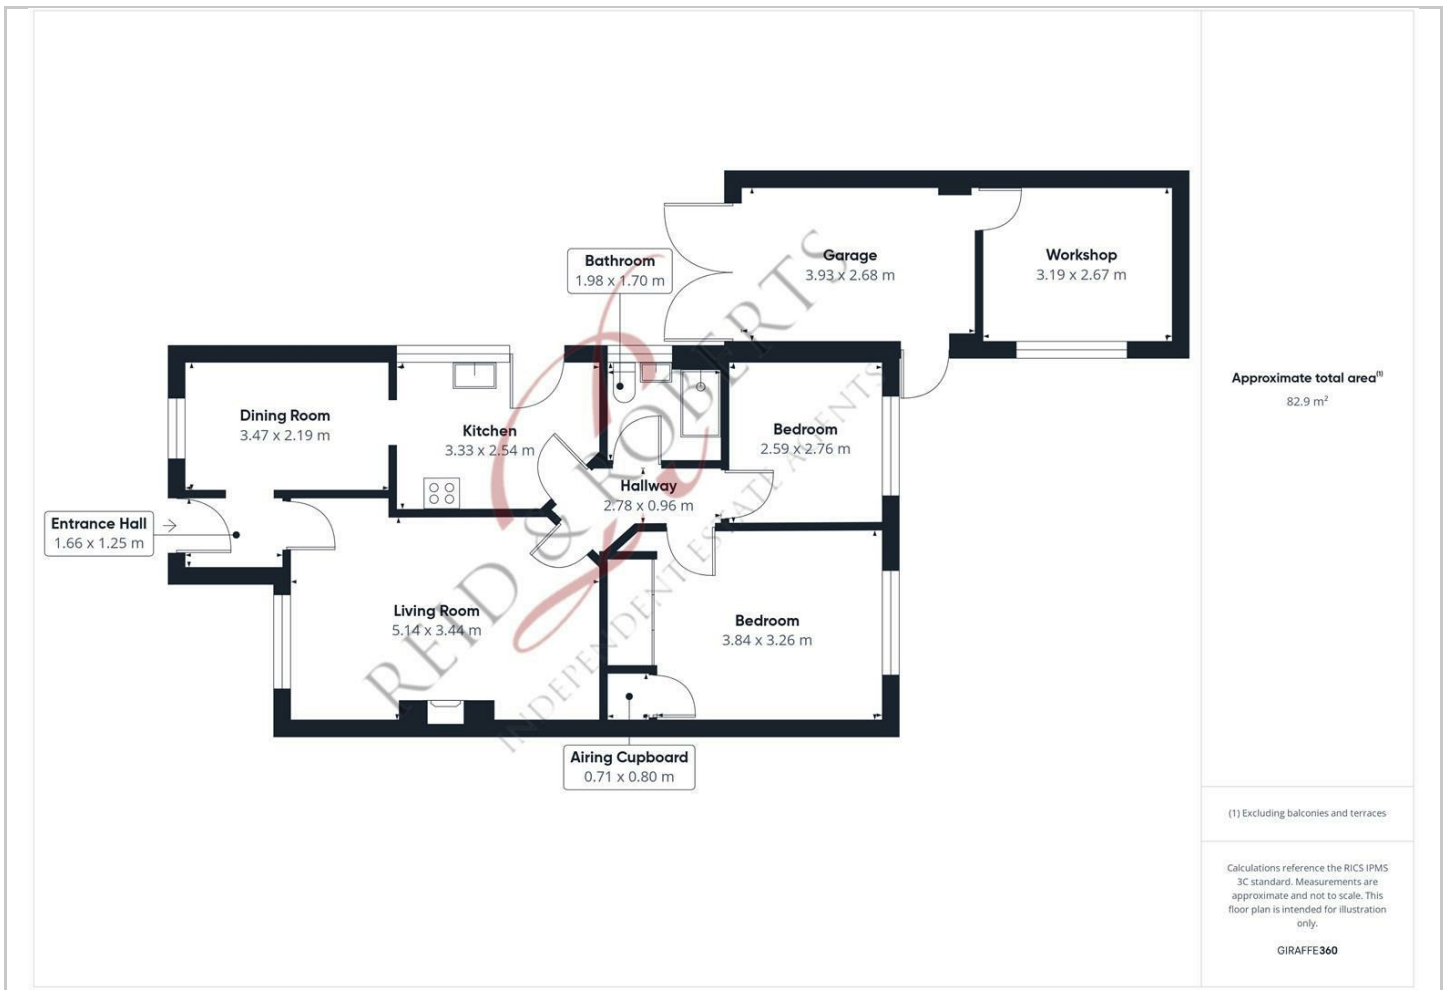 Bathroom
1.98 x 1.70 m
Garage
3.93 x 2.68 m
Workshop
3.19 x 2.67 m
Dining Room
3.47 x 2.19 m
Kitchen
3.33 x 2.54 m
Bedroom
2.59 x 2.76 m
Hallway
2.78 x 0.96 m
Entrance Hall
1.66 x 1.25 m
Living Room
5.14 x 3.44 m
Bedroom
3.84 x 3.26 m
Airing Cupboard
0.71 x 0.80 m
REID & ROBERTS
INDEPENDENT ESTATE AGENTS
Approximate total area⁽¹⁾
82.9 m²
(1) Excluding balconies and terraces
Calculations reference the RICS IPMS
3C standard. Measurements are
approximate and not to scale. This
floor plan is intended for illustration
only.
GIRAFFE360